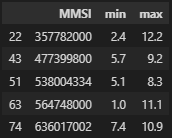 MMSI min max
22 357782000 2.4 12.2
43 477399800 5.7 9.2
51 538004334 5.1 8.3
63 564748000 1.0 11.1
74 636017002 7.4 10.9